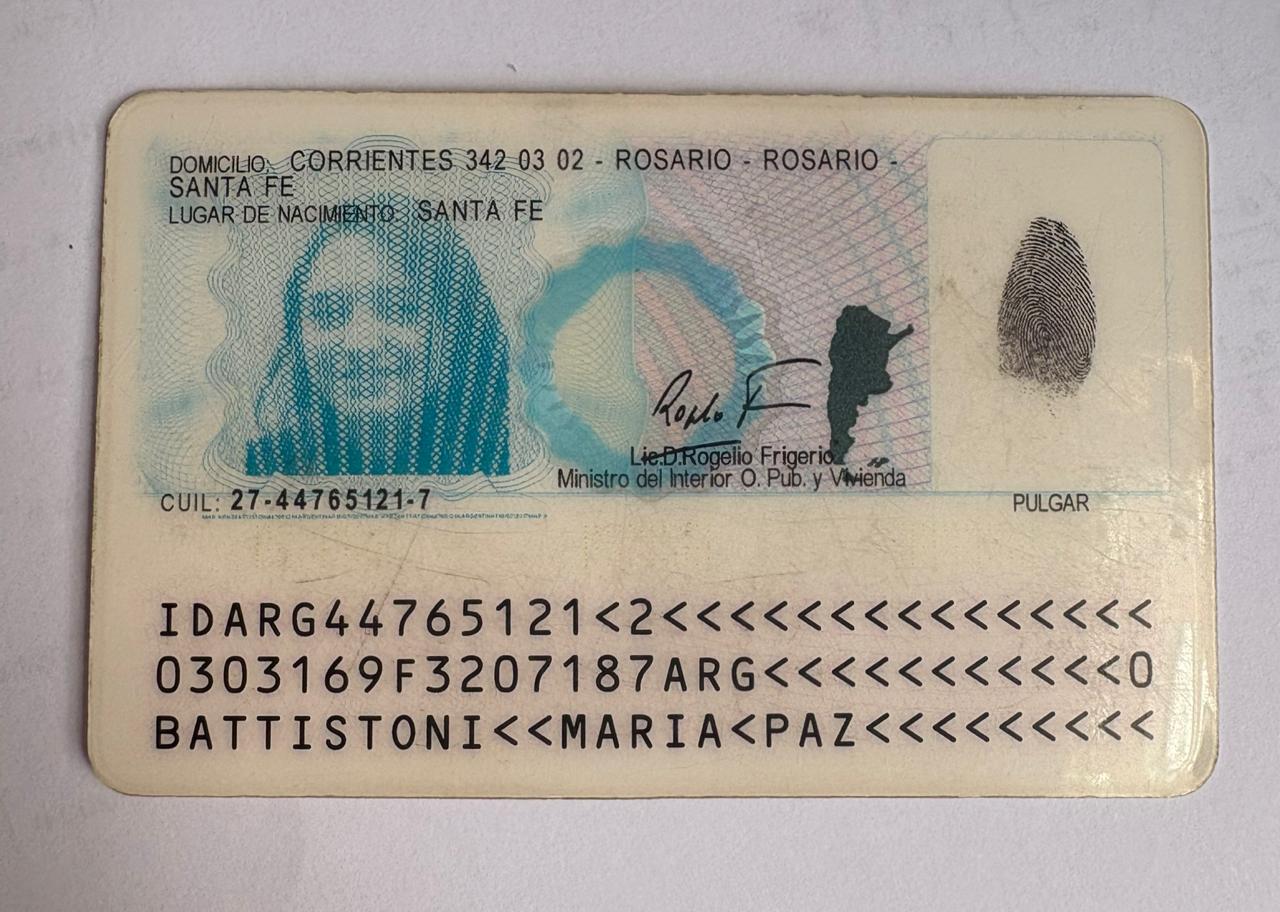 DOMICILIO: CORRIENTES 342 03 02 - ROSARIO - ROSARIO -
SANTA FE
LUGAR DE NACIMIENTO: SANTA FE
Lic.D.Rogelio Frigerio
Ministro del Interior O. Pub. y Vivienda
CUIL: 27-44765121-7
PULGAR
IDARG44765121<2<<<<<<<<<<<<<<<
0303169F3207187ARG<<<<<<<<<<<0
BATTISTONI<<MARIA<PAZ<<<<<<<<<